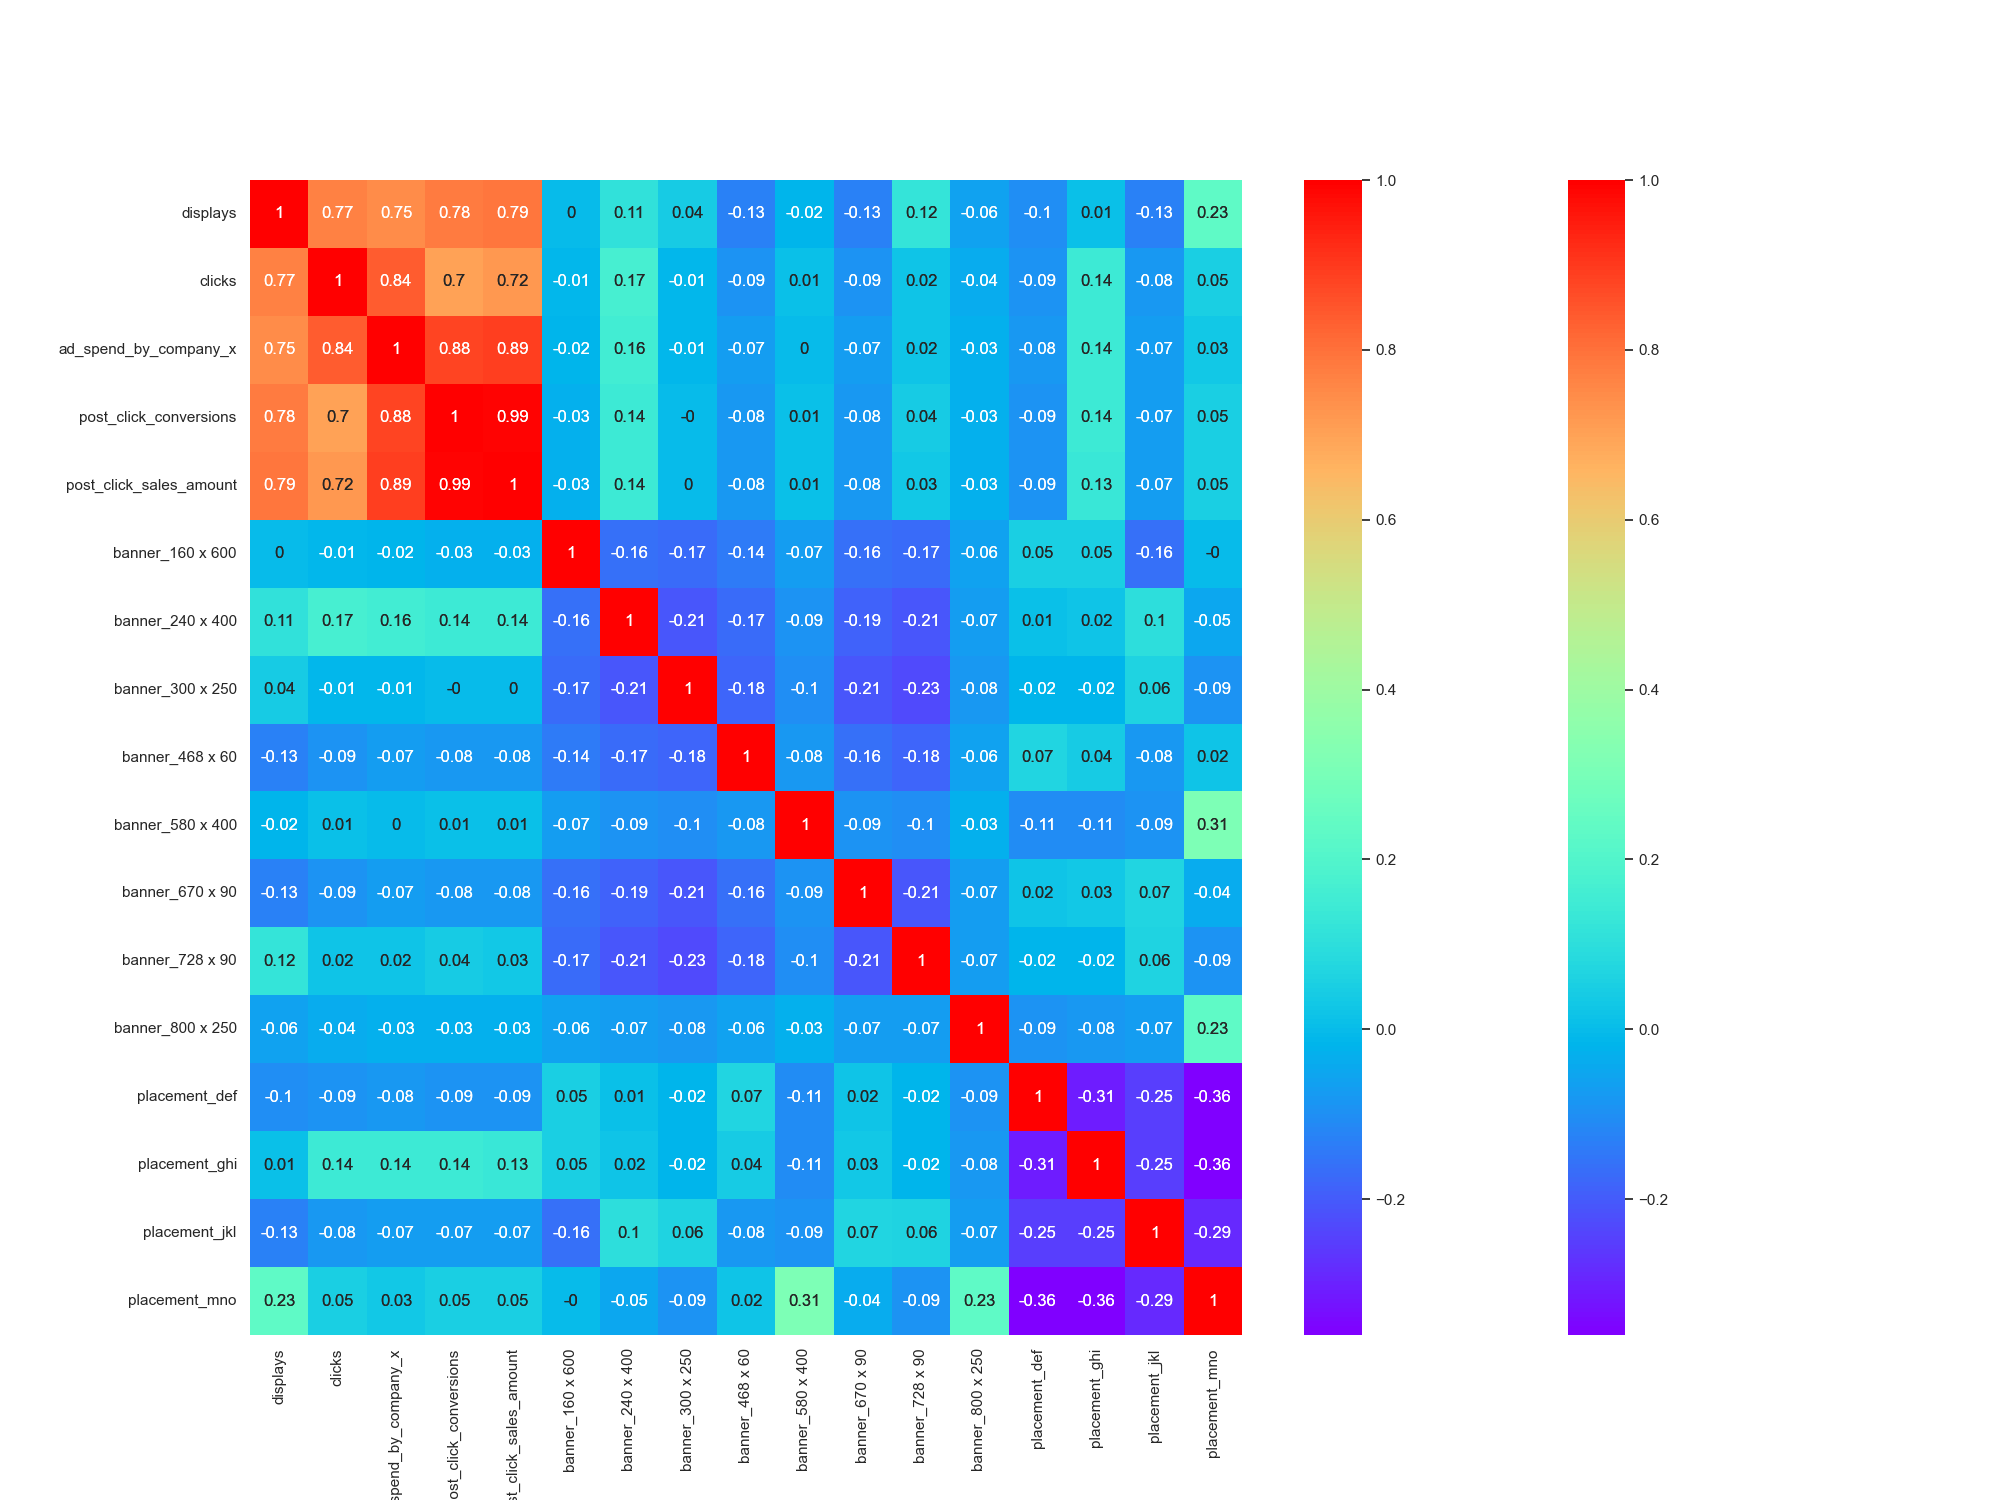 displays 1 0.77 0.75 0.78 0.79 0 0.11 0.04 -0.13 -0.02 -0.13 0.12 -0.06 -0.1 0.01 -0.13 0.23
clicks 0.77 1 0.84 0.7 0.72 -0.01 0.17 -0.01 -0.09 0.01 -0.09 0.02 -0.04 -0.09 0.14 -0.08 0.05
ad_spend_by_company_x 0.75 0.84 1 0.88 0.89 -0.02 0.16 -0.01 -0.07 0 -0.07 0.02 -0.03 -0.08 0.14 -0.07 0.03
post_click_conversions 0.78 0.7 0.88 1 0.99 -0.03 0.14 -0 -0.08 0.01 -0.08 0.04 -0.03 -0.09 0.14 -0.07 0.05
post_click_sales_amount 0.79 0.72 0.89 0.99 1 -0.03 0.14 0 -0.08 0.01 -0.08 0.03 -0.03 -0.09 0.13 -0.07 0.05
banner_160 x 600 0 -0.01 -0.02 -0.03 -0.03 1 -0.16 -0.17 -0.14 -0.07 -0.16 -0.17 -0.06 0.05 0.05 -0.16 -0
banner_240 x 400 0.11 0.17 0.16 0.14 0.14 -0.16 1 -0.21 -0.17 -0.09 -0.19 -0.21 -0.07 0.01 0.02 0.1 -0.05
banner_300 x 250 0.04 -0.01 -0.01 -0 0 -0.17 -0.21 1 -0.18 -0.1 -0.21 -0.23 -0.08 -0.02 -0.02 0.06 -0.09
banner_468 x 60 -0.13 -0.09 -0.07 -0.08 -0.08 -0.14 -0.17 -0.18 1 -0.08 -0.16 -0.18 -0.06 0.07 0.04 -0.08 0.02
banner_580 x 400 -0.02 0.01 0 0.01 0.01 -0.07 -0.09 -0.1 -0.08 1 -0.09 -0.1 -0.03 -0.11 -0.11 -0.09 0.31
banner_670 x 90 -0.13 -0.09 -0.07 -0.08 -0.08 -0.16 -0.19 -0.21 -0.16 -0.09 1 -0.21 -0.07 0.02 0.03 0.07 -0.04
banner_728 x 90 0.12 0.02 0.02 0.04 0.03 -0.17 -0.21 -0.23 -0.18 -0.1 -0.21 1 -0.07 -0.02 -0.02 0.06 -0.09
banner_800 x 250 -0.06 -0.04 -0.03 -0.03 -0.03 -0.06 -0.07 -0.08 -0.06 -0.03 -0.07 -0.07 1 -0.09 -0.08 -0.07 0.23
placement_def -0.1 -0.09 -0.08 -0.09 -0.09 0.05 0.01 -0.02 0.07 -0.11 0.02 -0.02 -0.09 1 -0.31 -0.25 -0.36
placement_ghi 0.01 0.14 0.14 0.14 0.13 0.05 0.02 -0.02 0.04 -0.11 0.03 -0.02 -0.08 -0.31 1 -0.25 -0.36
placement_jkl -0.13 -0.08 -0.07 -0.07 -0.07 -0.16 0.1 0.06 -0.08 -0.09 0.07 0.06 -0.07 -0.25 -0.25 1 -0.29
placement_mno 0.23 0.05 0.03 0.05 0.05 -0 -0.05 -0.09 0.02 0.31 -0.04 -0.09 0.23 -0.36 -0.36 -0.29 1
displays
clicks
spend_by_company_x
ost_click_conversions
st_click_sales_amount
banner_160 x 600
banner_240 x 400
banner_300 x 250
banner_468 x 60
banner_580 x 400
banner_670 x 90
banner_728 x 90
banner_800 x 250
placement_def
placement_ghi
placement_jkl
placement_mno
1.0
0.8
0.6
0.4
0.2
0.0
−0.2
1.0
0.8
0.6
0.4
0.2
0.0
−0.2